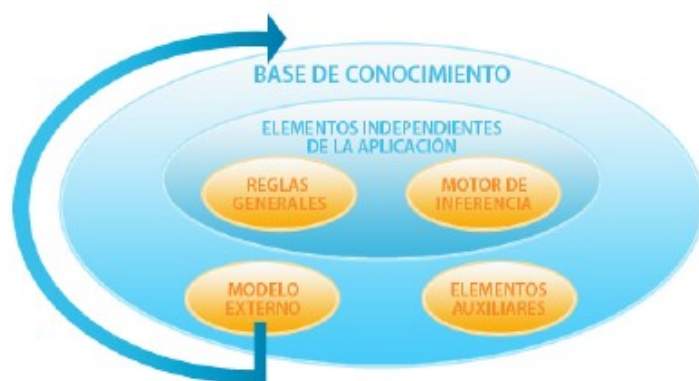 BASE DE CONOCIMIENTO
ELEMENTOS INDEPENDIENTES
DE LA APLICACIÓN
REGLAS
GENERALES
MOTOR DE
INFERENCIA
MODELO
EXTERNO
ELEMENTOS
AUXILIARES